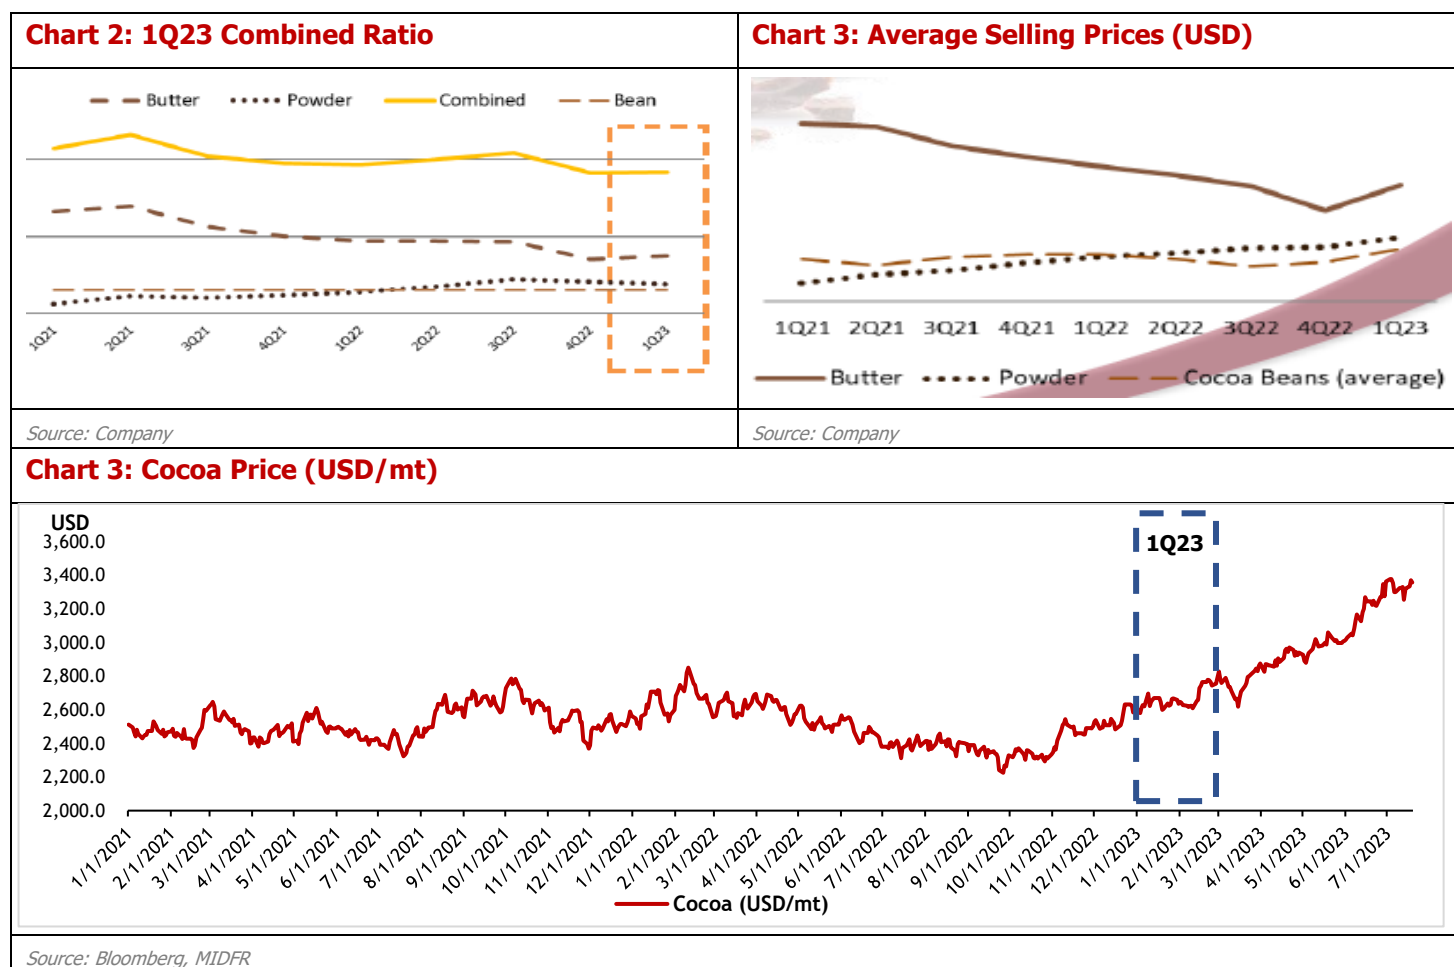 Chart 2: 1Q23 Combined Ratio
Butter Powder Combined Bean
1Q21 2Q21 3Q21 4Q21 1Q22 2Q22 3Q22 4Q22 1Q23
Source: Company
Chart 3: Average Selling Prices (USD)
1Q21 2Q21 3Q21 4Q21 1Q22 2Q22 3Q22 4Q22 1Q23
Butter Powder Cocoa Beans (average)
Source: Company
Chart 3: Cocoa Price (USD/mt)
USD
3,600.0
3,400.0
3,200.0
3,000.0
2,800.0
2,600.0
2,400.0
2,200.0
2,000.0
1Q23
1/1/2021 2/1/2021 3/1/2021 4/1/2021 5/1/2021 6/1/2021 7/1/2021 8/1/2021 9/1/2021 10/1/2021 11/1/2021 12/1/2021 1/1/2022 2/1/2022 3/1/2022 4/1/2022 5/1/2022 6/1/2022 7/1/2022 8/1/2022 9/1/2022 10/1/2022 11/1/2022 12/1/2022 1/1/2023 2/1/2023 3/1/2023 4/1/2023 5/1/2023 6/1/2023 7/1/2023
Cocoa (USD/mt)
Source: Bloomberg, MIDFR